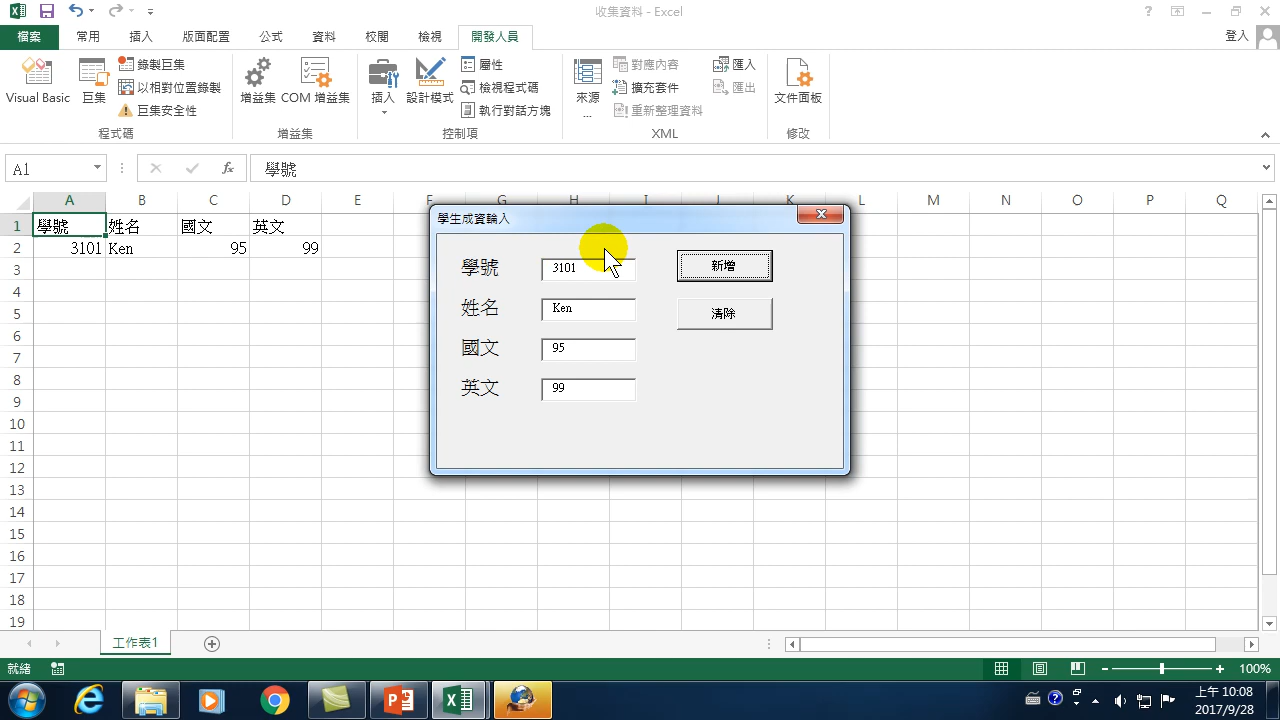 收集資料 - Excel
檔案 常用 插入 版面配置 公式 資料 校閱 檢視 開發人員 登入
Visual Basic 巨集 錄製巨集 以相對位置錄製 巨集安全性 程式碼
增益集 COM 增益集 增益集
插入 設計模式 屬性 檢視程式碼 執行對話方塊 控制項
來源 ... 對應內容 擴充套件 重新整理資料 匯入 匯出 XML
文件面板 修改
A1 fx 學號
A B C D E F G H I J K L M N O P Q
1 學號 姓名 國文 英文
2 3101 Ken 95 99
3
4
5
6
7
8
9
10
11
12
13
14
15
16
17
18
19
學生成資輸入
學號 3101 新增
姓名 Ken 清除
國文 95
英文 99
工作表1
就緒 100%
上午 10:08
2017/9/28